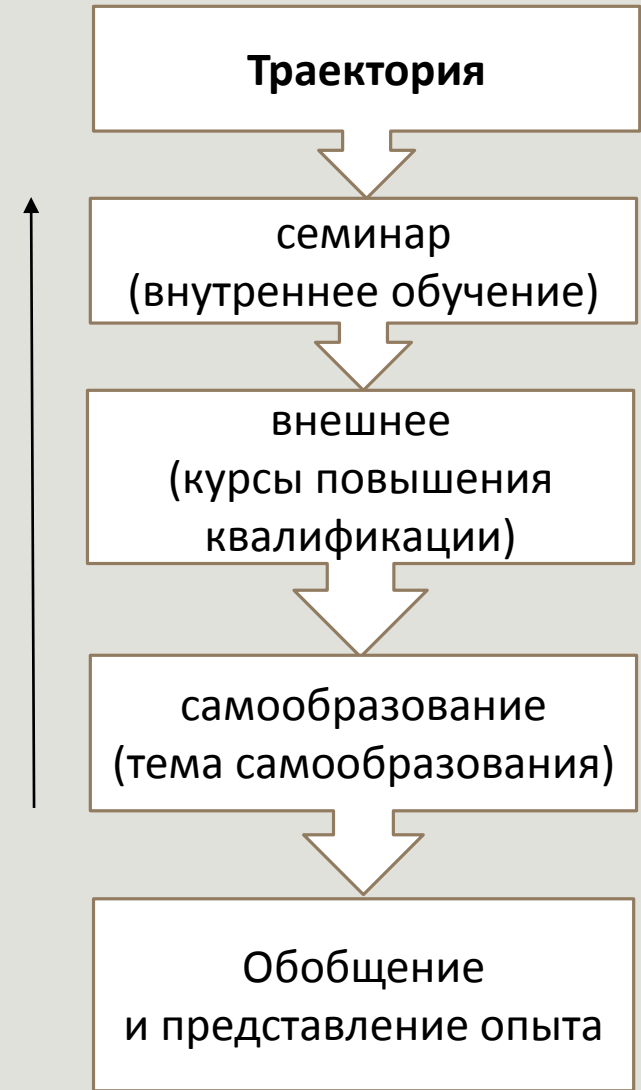 Траектория
семинар
(внутреннее обучение)
внешнее
(курсы повышения
квалификации)
самообразование
(тема самообразования)
Обобщение
и представление опыта